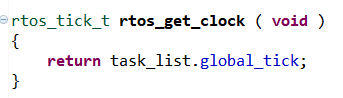 rtos_tick_t rtos_get_clock ( void )
{
    return task_list.global_tick;
}